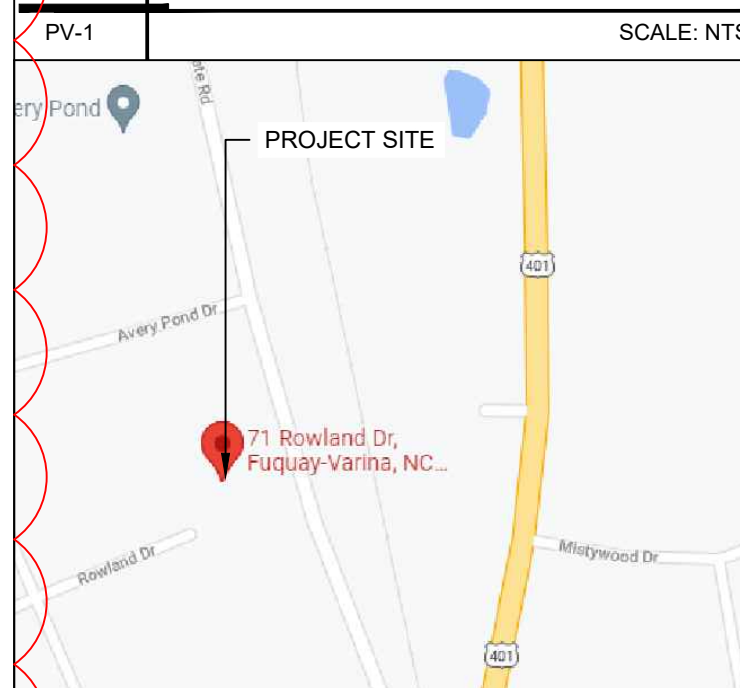 PV-1
SCALE: NTS
Pond
PROJECT SITE
Rd
401
Avery Pond Dr
71 Rowland Dr,
Fuquay-Varina, NC...
Rowland Dr
Mistywood Dr
401